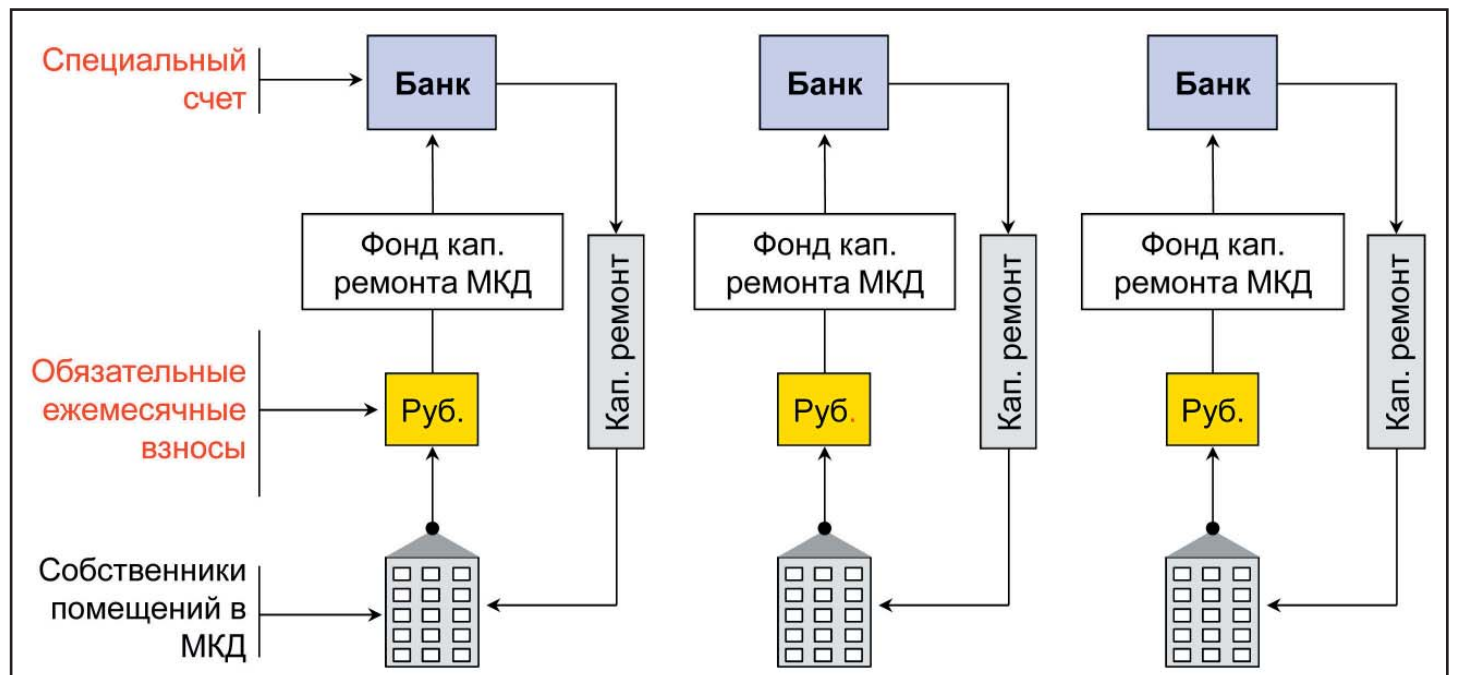 Специальный
счет
Банк
Банк
Банк
Фонд кап.
ремонта МКД
Фонд кап.
ремонта МКД
Фонд кап.
ремонта МКД
Кап. ремонт
Кап. ремонт
Кап. ремонт
Обязательные
ежемесячные
взносы
Руб.
Руб.
Руб.
Собственники
помещений в
МКД